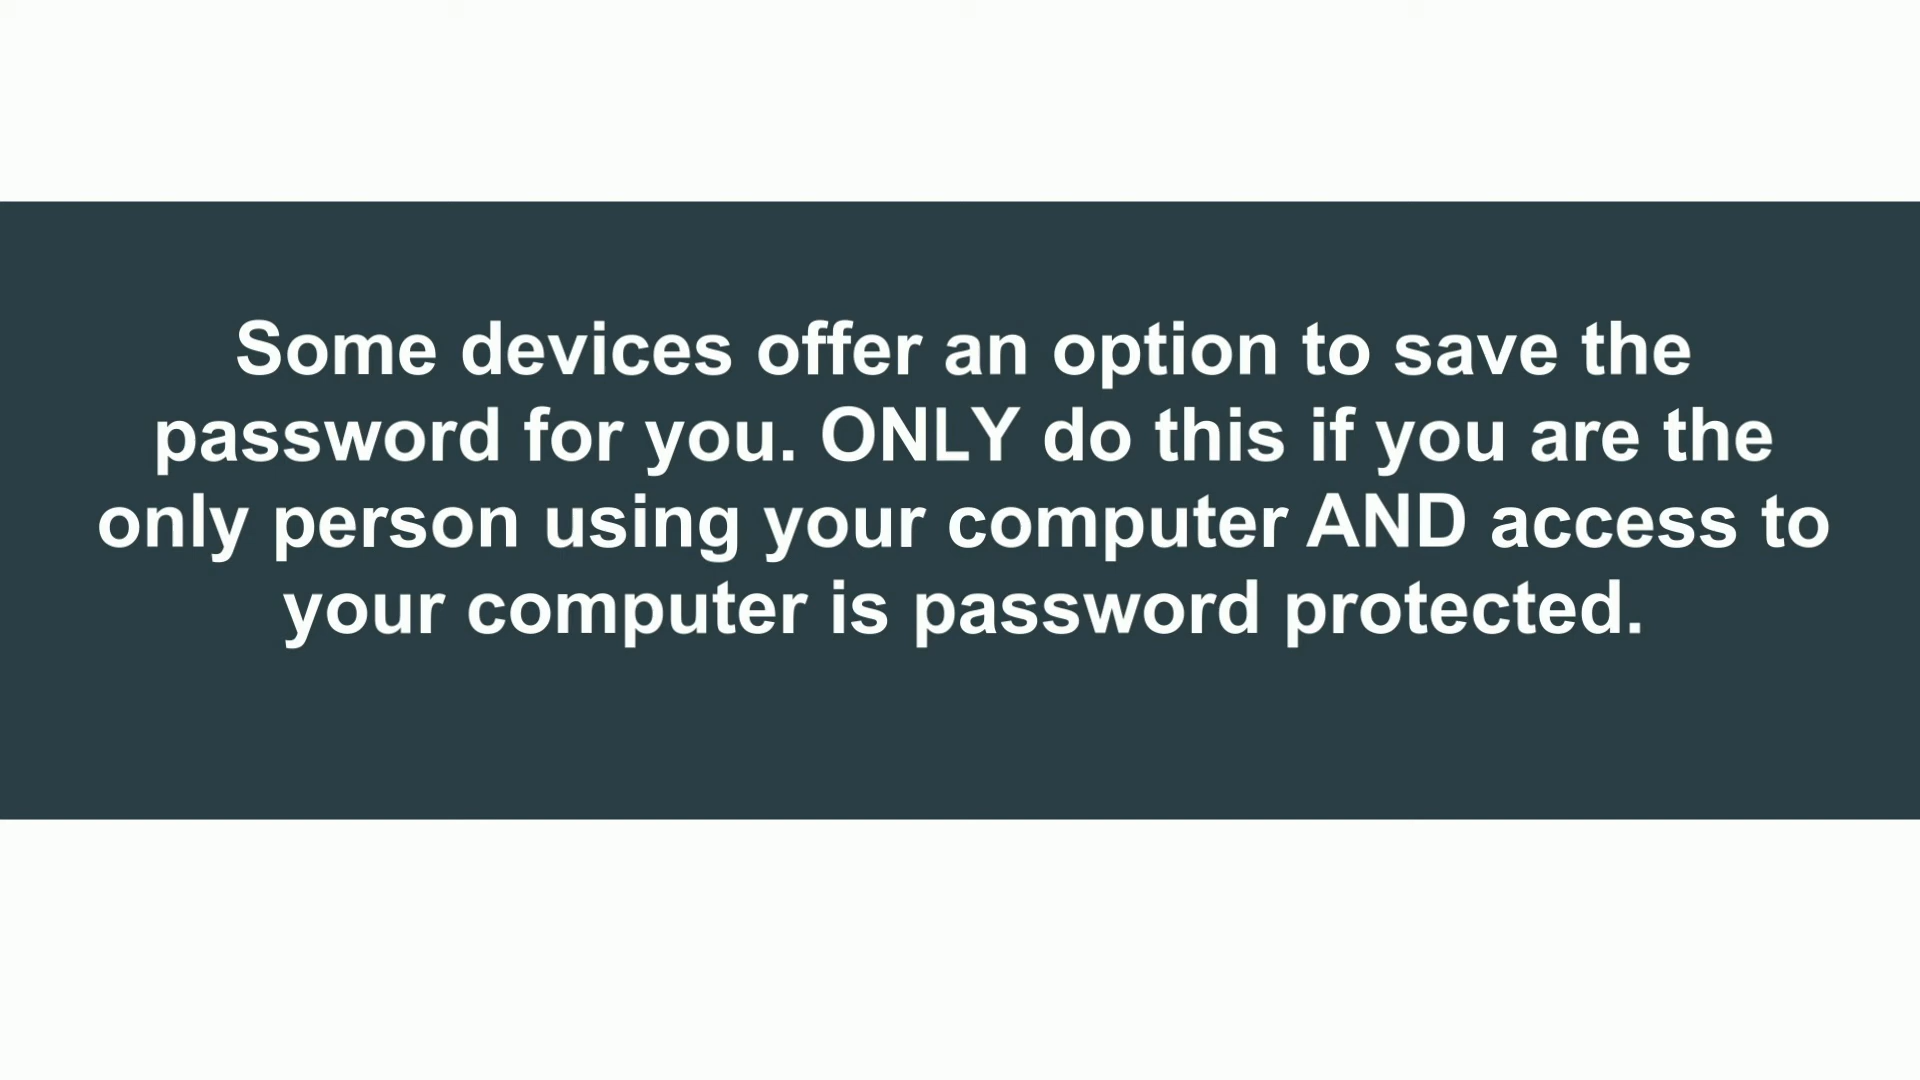 Some devices offer an option to save the
password for you. ONLY do this if you are the
only person using your computer AND access to
your computer is password protected.